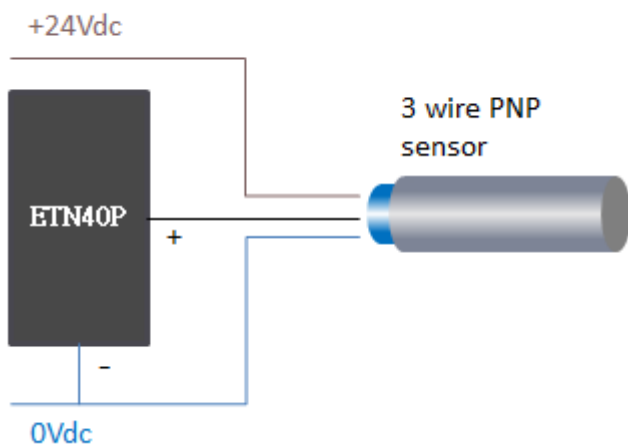 +24Vdc
3 wire PNP
sensor
ETN40P
+
-
0Vdc